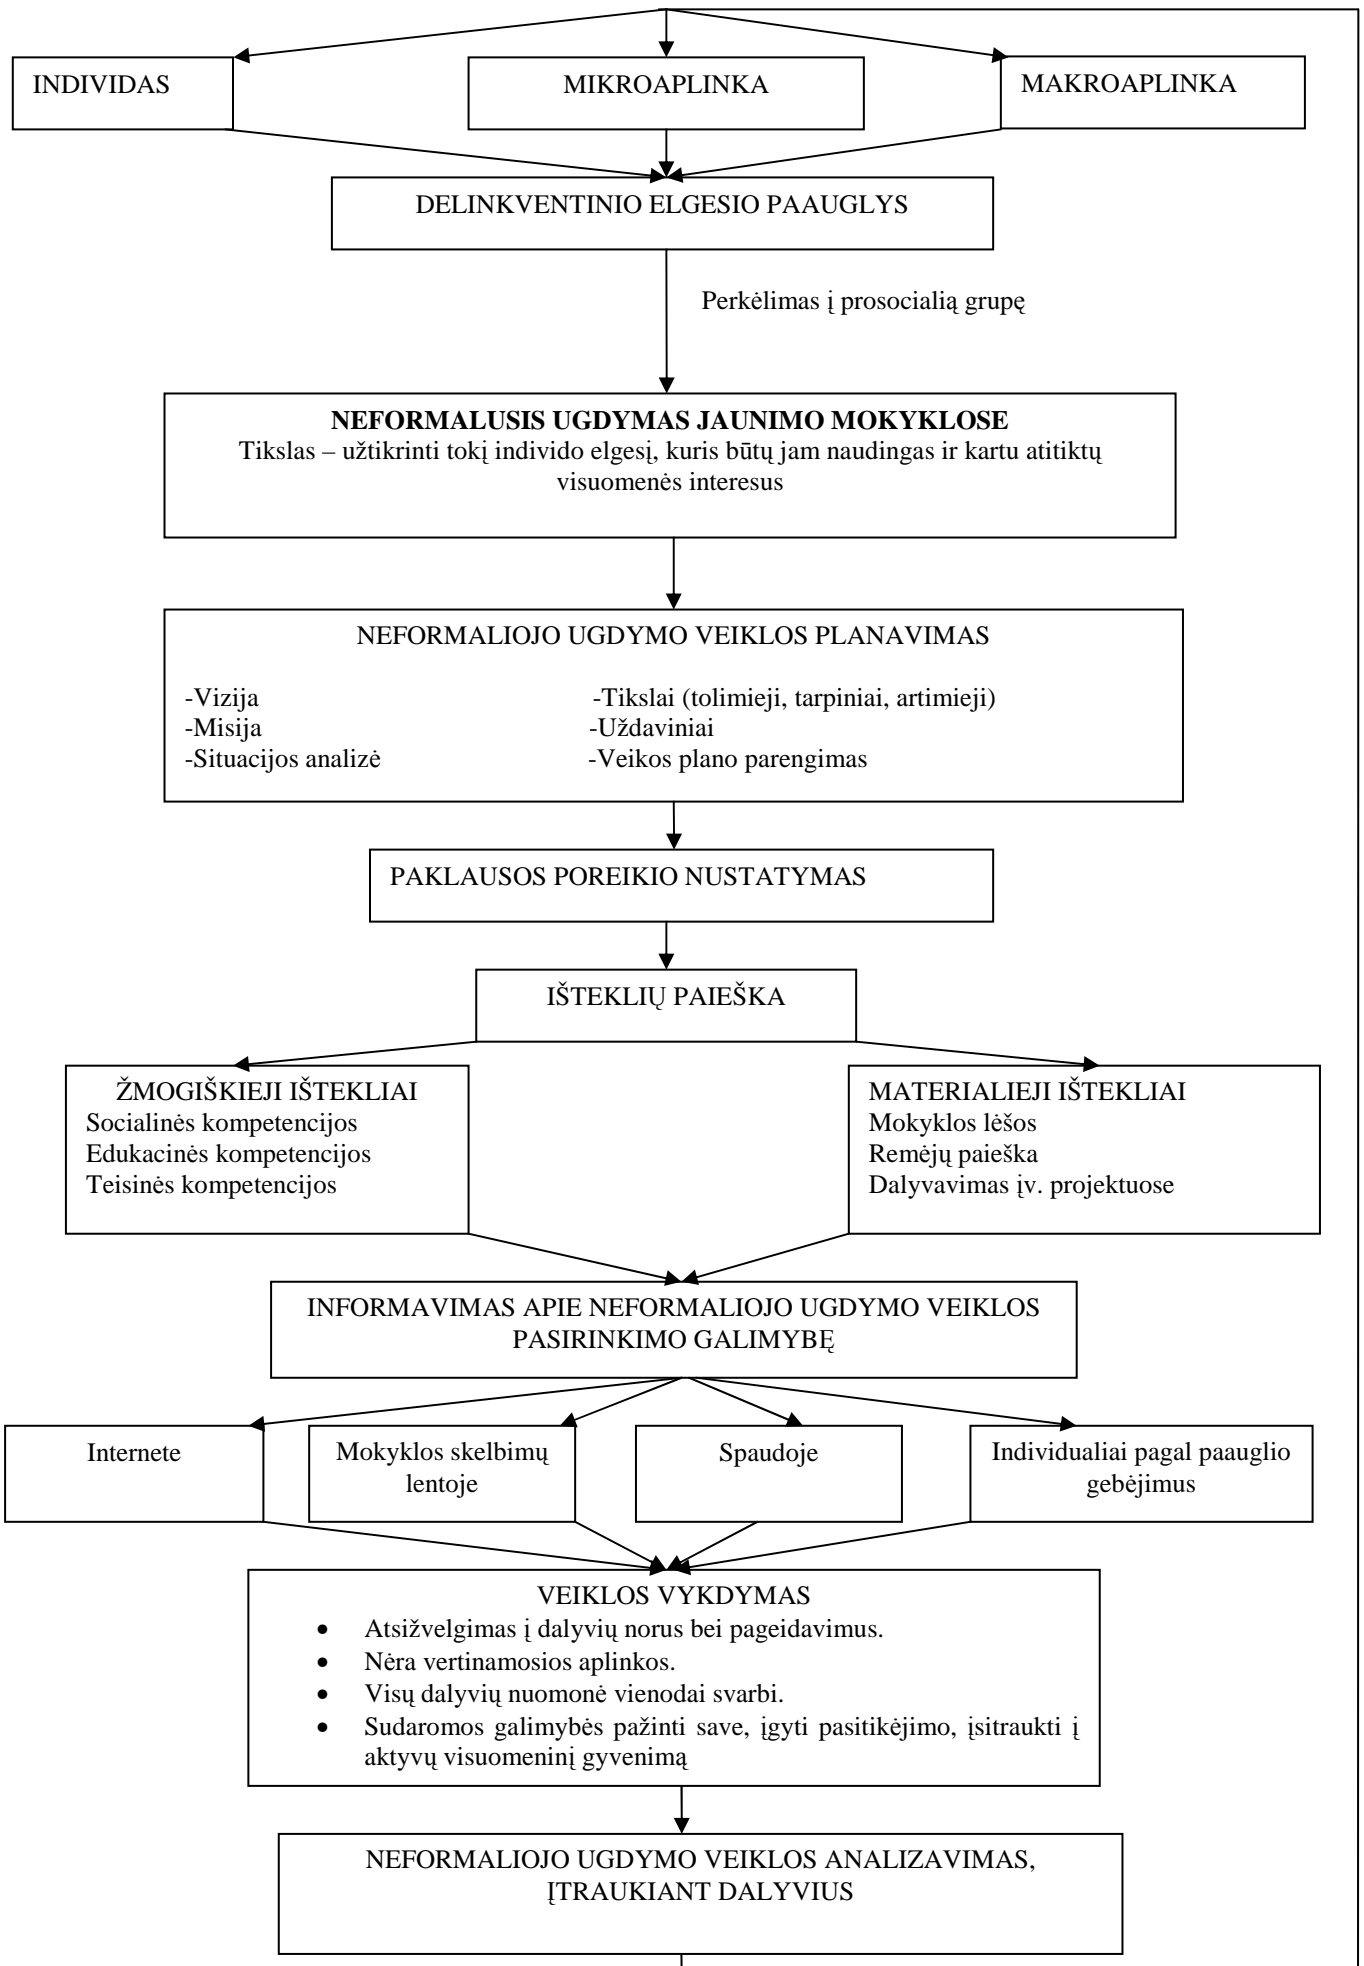 INDIVIDAS
MIKROAPLINKA
MAKROAPLINKA
DELINKVENTINIO ELGESIO PAAUGLYS
Perkėlimas į prosocialią grupę
NEFORMALUSIS UGDYMAS JAUNIMO MOKYKLOSE
Tikslas – užtikrinti tokį individo elgesį, kuris būtų jam naudingas ir kartu atitiktų
visuomenės interesus
NEFORMALIOJO UGDYMO VEIKLOS PLANAVIMAS
-Vizija -Tikslai (tolimieji, tarpiniai, artimieji)
-Misija -Uždaviniai
-Situacijos analizė -Veikos plano parengimas
PAKLAUSOS POREIKIO NUSTATYMAS
IŠTEKLIŲ PAIEŠKA
ŽMOGIŠKIEJI IŠTEKLIAI
Socialinės kompetencijos
Edukacinės kompetencijos
Teisinės kompetencijos
MATERIALIEJI IŠTEKLIAI
Mokyklos lėšos
Remėjų paieška
Dalyvavimas įv. projektuose
INFORMAVIMAS APIE NEFORMALIOJO UGDYMO VEIKLOS
PASIRINKIMO GALIMYBĘ
Internete
Mokyklos skelbimų
lentoje
Spaudoje
Individualiai pagal paauglio
gebėjimus
VEIKLOS VYKDYMAS
• Atsižvelgimas į dalyvių norus bei pageidavimus.
• Nėra vertinamosios aplinkos.
• Visų dalyvių nuomonė vienodai svarbi.
• Sudaromos galimybės pažinti save, įgyti pasitikėjimo, įsitraukti į
aktyvų visuomeninį gyvenimą
NEFORMALIOJO UGDYMO VEIKLOS ANALIZAVIMAS,
ĮTRAUKIANT DALYVIUS